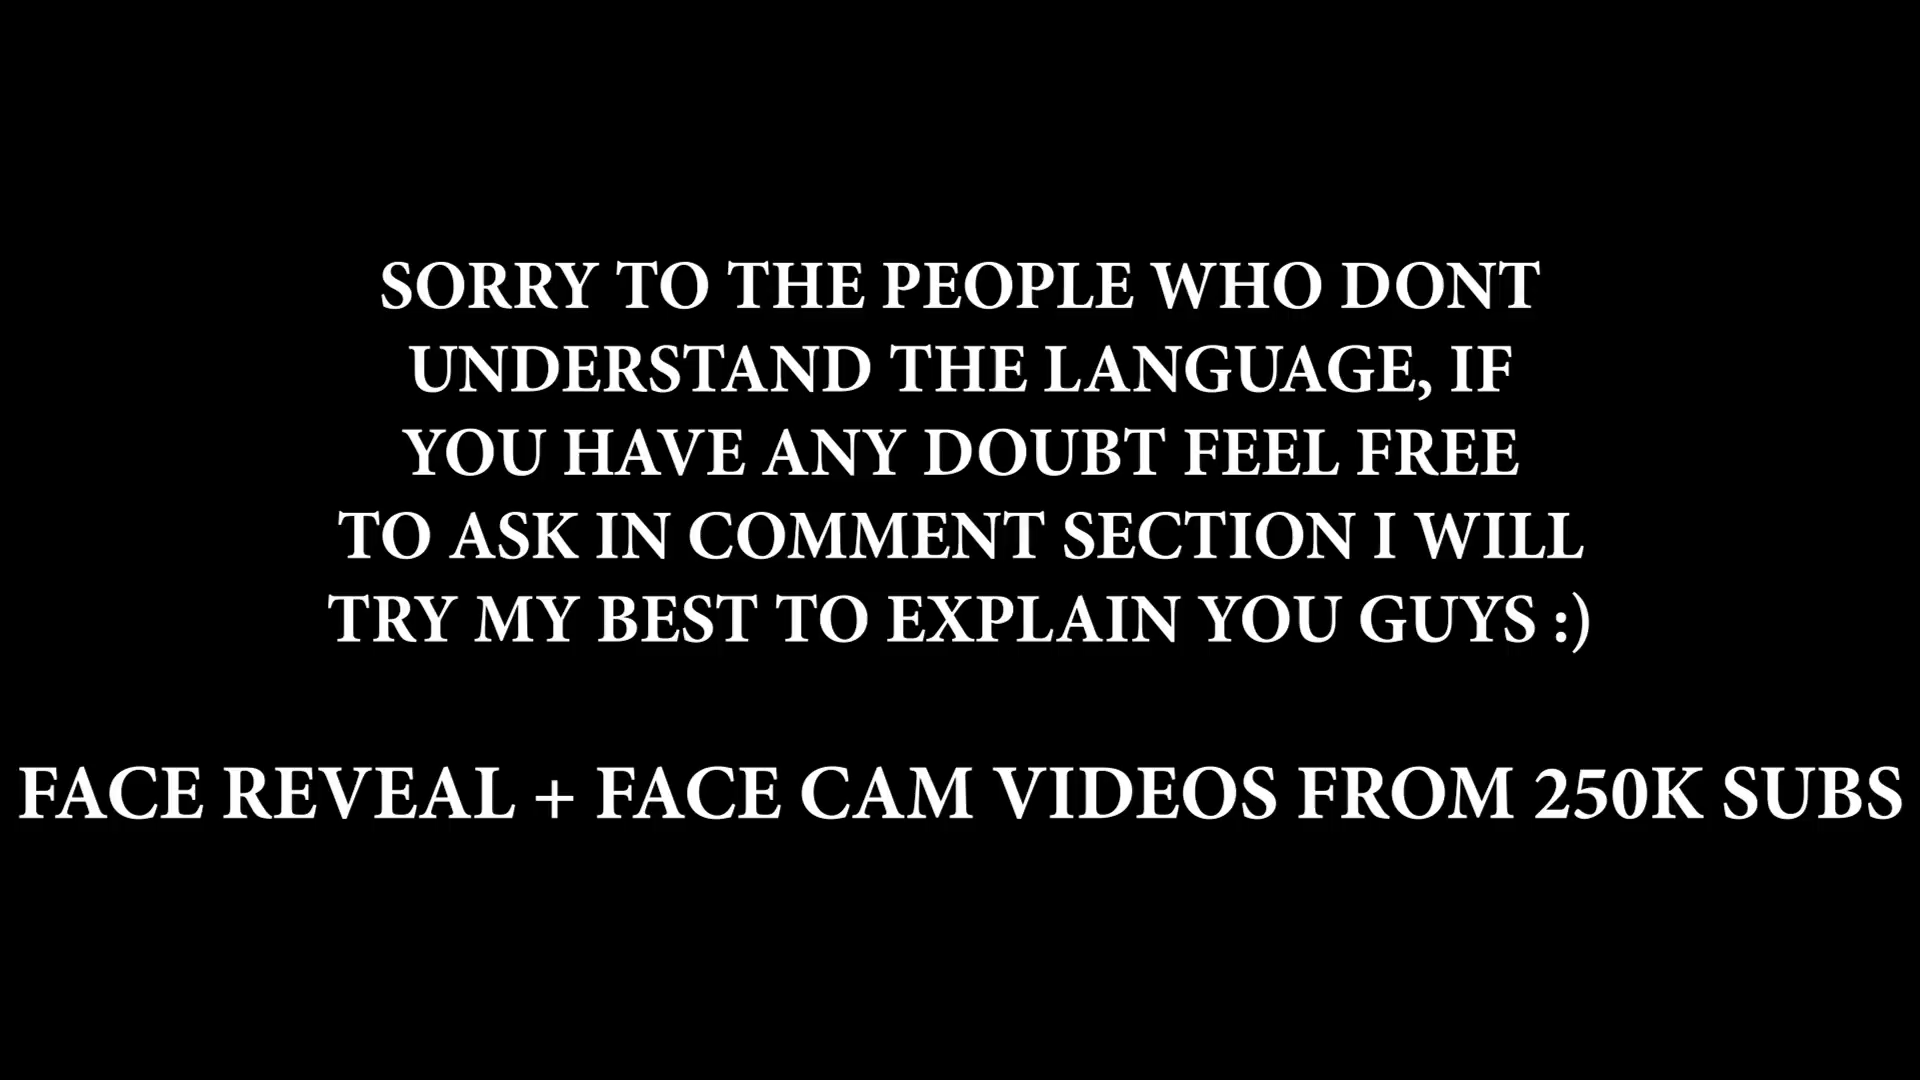 SORRY TO THE PEOPLE WHO DONT
UNDERSTAND THE LANGUAGE, IF
YOU HAVE ANY DOUBT FEEL FREE
TO ASK IN COMMENT SECTION I WILL
TRY MY BEST TO EXPLAIN YOU GUYS :)
FACE REVEAL + FACE CAM VIDEOS FROM 250K SUBS